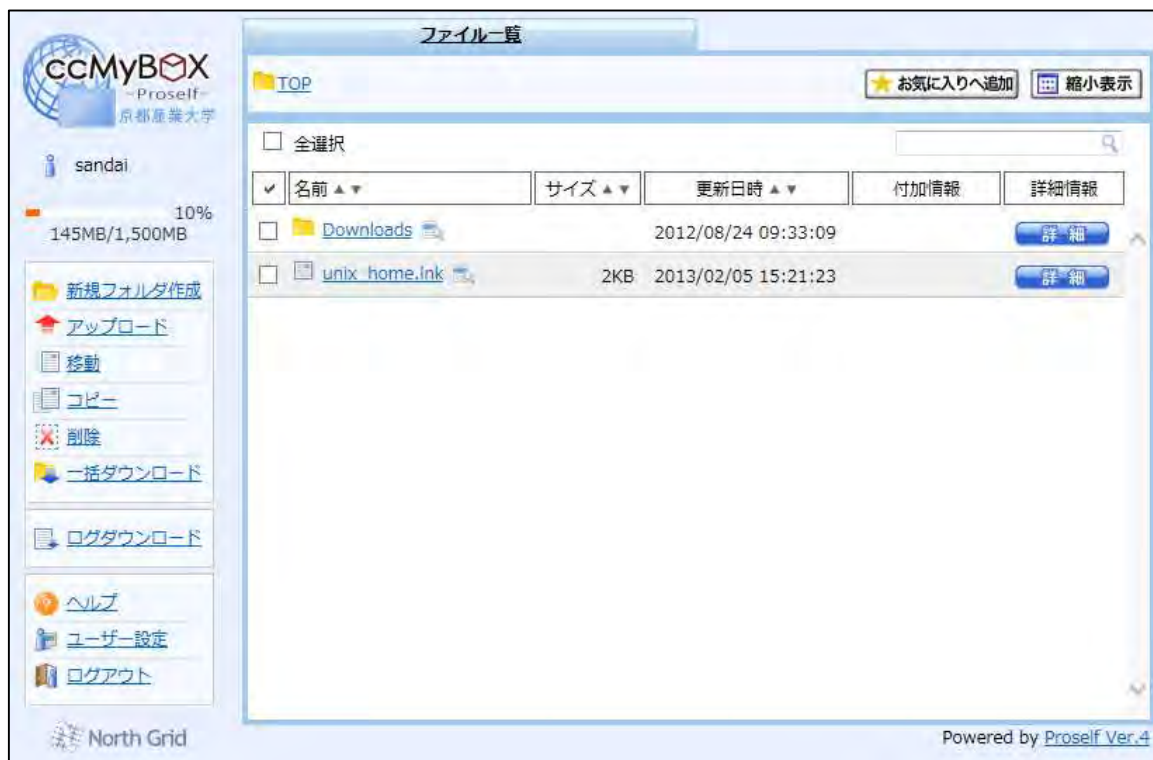 ccMyBOX
-Proself-
京都産業大学
sandai
10%
145MB/1,500MB
新規フォルダ作成
アップロード
移動
コピー
削除
一括ダウンロード
ログダウンロード
ヘルプ
ユーザー設定
ログアウト
North Grid
ファイル一覧
TOP
お気に入りへ追加 縮小表示
全選択
名前▲▼ サイズ▲▼ 更新日時▲▼ 付加情報 詳細情報
Downloads 2012/08/24 09:33:09 詳 細
unix_home.lnk 2KB 2013/02/05 15:21:23 詳 細
Powered by Proself Ver.4